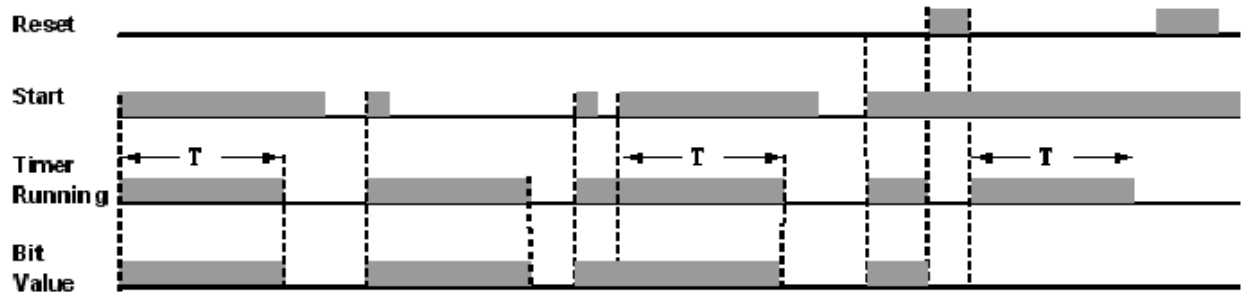 Reset
Start
T
T
T
Timer
Running
Bit
Value